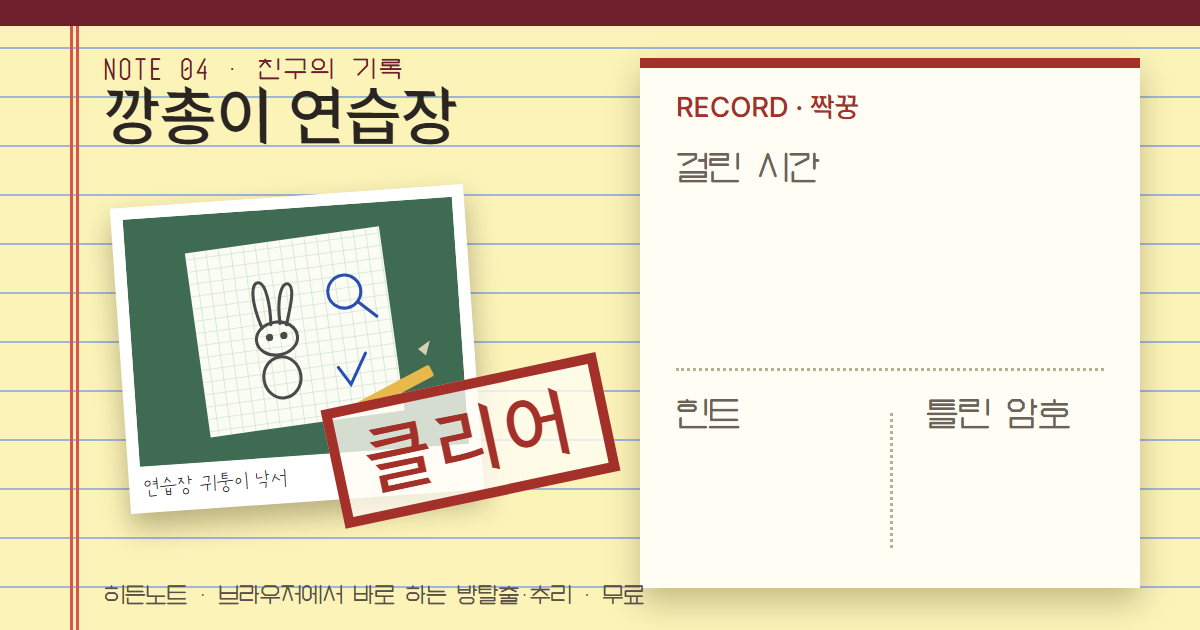 NOTE 04 · 친구의 기록
깡총이 연습장
연습장 귀퉁이 낙서
클리어
히든노트 · 브라우저에서 바로 하는 방탈출·추리 · 무료
RECORD · 짝꿍
걸린 시간
힌트
틀린 암호